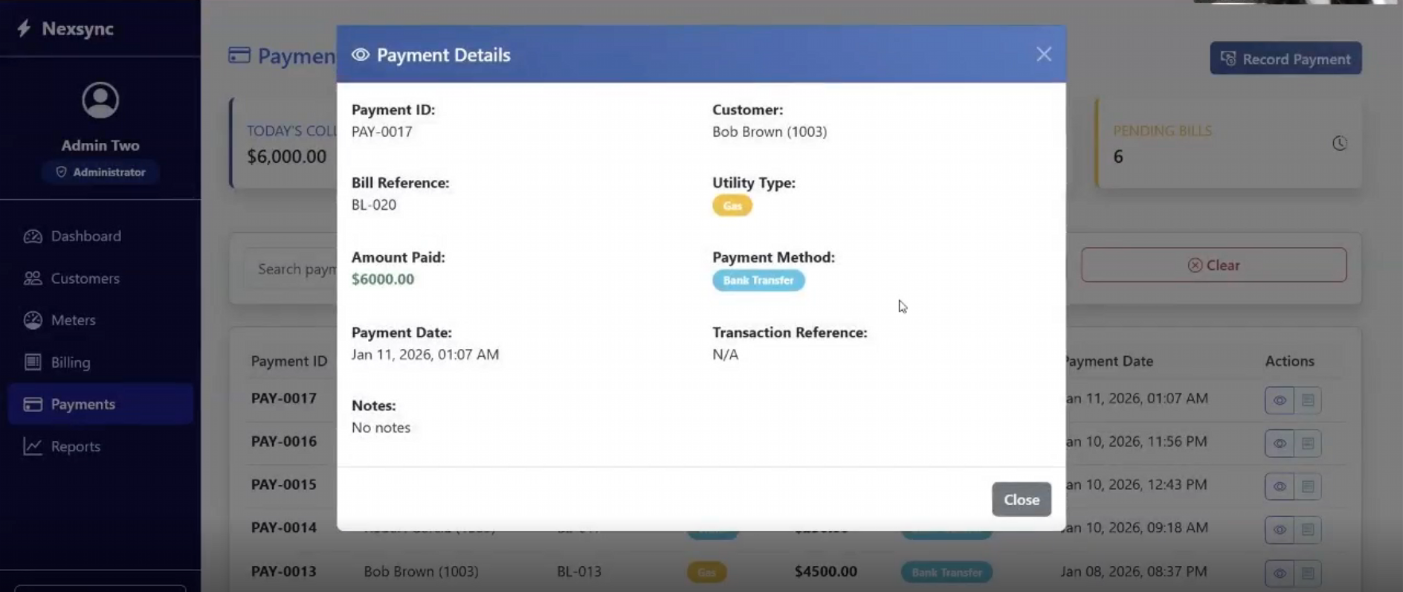 Nexsync
Admin Two
Administrator
Dashboard
Customers
Meters
Billing
Payments
Reports
Paymen
Record Payment
TODAY'S COLL
$6,000.00
PENDING BILLS
6
Search paym
Clear
Payment Details
Payment ID:
PAY-0017
Customer:
Bob Brown (1003)
Bill Reference:
BL-020
Utility Type:
Gas
Amount Paid:
$6000.00
Payment Method:
Bank Transfer
Payment Date:
Jan 11, 2026, 01:07 AM
Transaction Reference:
N/A
Notes:
No notes
Close
Payment ID Payment Date Actions
PAY-0017 an 11, 2026, 01:07 AM
PAY-0016 an 10, 2026, 11:56 PM
PAY-0015 an 10, 2026, 12:43 PM
PAY-0014 an 10, 2026, 09:18 AM
PAY-0013 Bob Brown (1003) BL-013 Gas $4500.00 Bank Transfer Jan 08, 2026, 08:37 PM